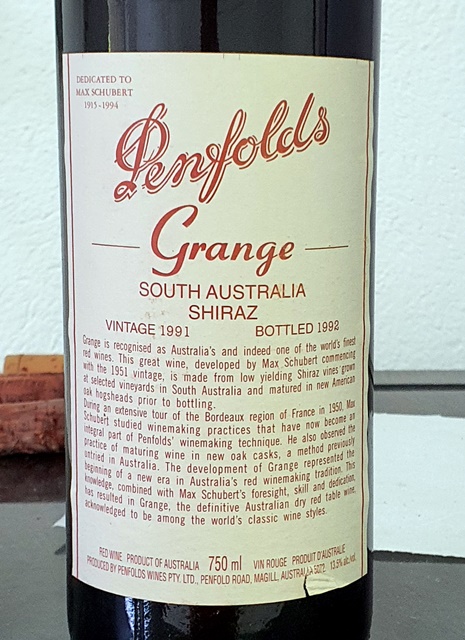 DEDICATED TO
MAX SCHUBERT
1915-1994
Penfolds
Grange
SOUTH AUSTRALIA
SHIRAZ
VINTAGE 1991 BOTTLED 1992
Grange is recognised as Australia's and indeed one of the world's finest
red wines. This great wine, developed by Max Schubert commencing
with the 1951 vintage, is made from low yielding Shiraz vines grown
at selected vineyards in South Australia and matured in new American
oak hogsheads prior to bottling.
During an extensive tour of the Bordeaux region of France in 1950, Max
Schubert studied winemaking practices that have now become an
integral part of Penfolds' winemaking technique. He also observed the
practice of maturing wine in new oak casks, a method previously
untried in Australia. The development of Grange represented the
beginning of a new era in Australia's red winemaking tradition. This
knowledge, combined with Max Schubert's foresight, skill and dedication,
has resulted in Grange, the definitive Australian dry red table wine,
acknowledged to be among the world's classic wine styles.
RED WINE PRODUCT OF AUSTRALIA 750 ml VIN ROUGE PRODUIT D'AUSTRALIE
PRODUCED BY PENFOLDS WINES PTY. LTD., PENFOLD ROAD, MAGILL, AUSTRALIA 5072. 13.5% alc./vol.